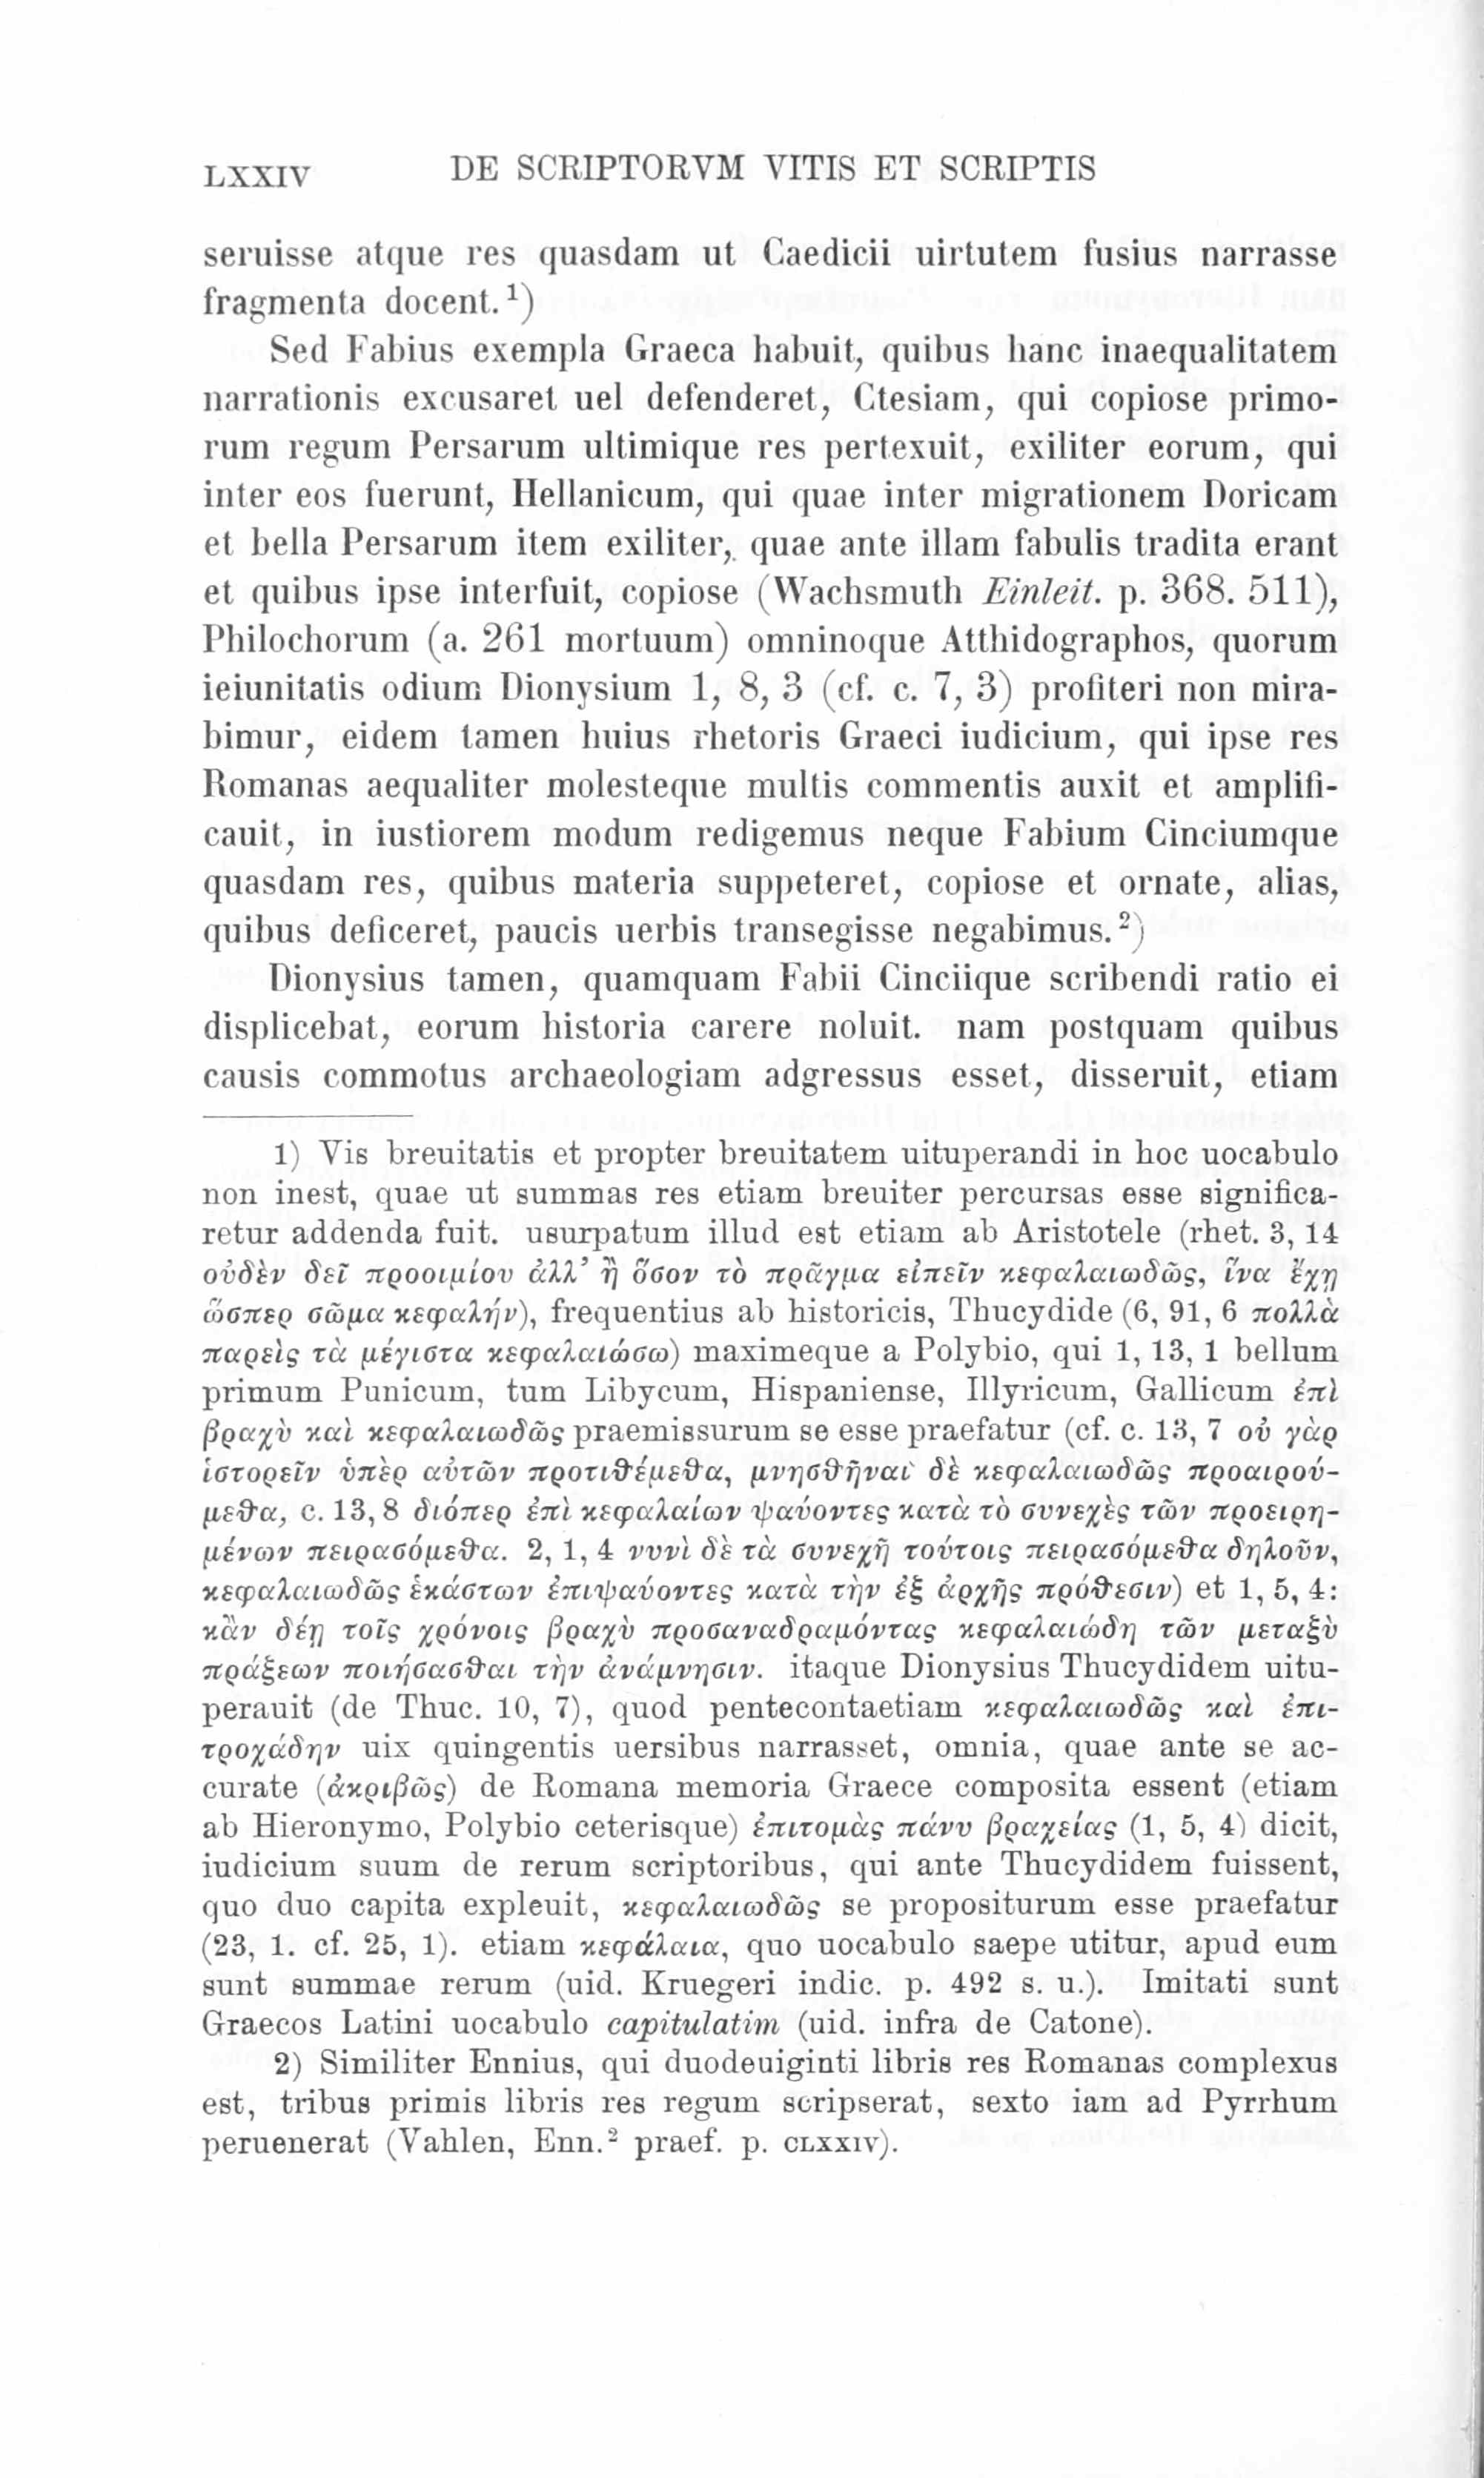 LXXIV DE SCRIPTORVM VITIS ET SCRIPTIS
seruisse atque res quasdam ut Caedicii uirtutem fusius narrasse
fragmenta docent.¹)
Sed Fabius exempla Graeca habuit, quibus hanc inaequalitatem
narrationis excusaret uel defenderet, Ctesiam, qui copiose primo-
rum regum Persarum ultimique res pertexuit, exiliter eorum, qui
inter eos fuerunt, Hellanicum, qui quae inter migrationem Doricam
et bella Persarum item exiliter, quae ante illam fabulis tradita erant
et quibus ipse interfuit, copiose (Wachsmuth Einleit. p. 368. 511),
Philochorum (a. 261 mortuum) omninoque Atthidographos, quorum
ieiunitatis odium Dionysium 1, 8, 3 (cf. c. 7, 3) profiteri non mira-
bimur, eidem tamen huius rhetoris Graeci iudicium, qui ipse res
Romanas aequaliter molesteque multis commentis auxit et amplifi-
cauit, in iustiorem modum redigemus neque Fabium Cinciumque
quasdam res, quibus materia suppeteret, copiose et ornate, alias,
quibus deficeret, paucis uerbis transegisse negabimus.²)
Dionysius tamen, quamquam Fabii Cinciique scribendi ratio ei
displicebat, eorum historia carere noluit. nam postquam quibus
causis commotus archaeologiam adgressus esset, disseruit, etiam
1) Vis breuitatis et propter breuitatem uituperandi in hoc uocabulo
non inest, quae ut summas res etiam breuiter percursas esse significa-
retur addenda fuit. usurpatum illud est etiam ab Aristotele (rhet. 3, 14
οὐδὲν δεῖ προοιμίου ἀλλ’ ἢ ὅσον τὸ πρᾶγμα εἰπεῖν κεφαλαιωδῶς, ἵνα ἔχῃ
ὥσπερ σῶμα κεφαλήν), frequentius ab historicis, Thucydide (6, 91, 6 πολλὰ
παρεὶς τὰ μέγιστα κεφαλαιώσω) maximeque a Polybio, qui 1, 13, 1 bellum
primum Punicum, tum Libycum, Hispaniense, Illyricum, Gallicum ἐπὶ
βραχὺ καὶ κεφαλαιωδῶς praemissurum se esse praefatur (cf. c. 13, 7 οὐ γὰρ
ἱστορεῖν ὑπὲρ αὐτῶν προτιθέμεθα, μνησθῆναι δὲ κεφαλαιωδῶς προαιρού-
μεθα, c. 13, 8 διόπερ ἐπὶ κεφαλαίων ψαύοντες κατὰ τὸ συνεχὲς τῶν προειρη-
μένων πειρασόμεθα. 2, 1, 4 νυνὶ δὲ τὰ συνεχῆ τούτοις πειρασόμεθα δηλοῦν,
κεφαλαιωδῶς ἑκάστων ἐπιψαύοντες κατὰ τὴν ἐξ ἀρχῆς πρόθεσιν) et 1, 5, 4:
κἂν δέῃ τοῖς χρόνοις βραχὺ προσαναδραμόντας κεφαλαιώδη τῶν μεταξὺ
πράξεων ποιήσασθαι τὴν ἀνάμνησιν. itaque Dionysius Thucydidem uitu-
perauit (de Thuc. 10, 7), quod pentecontaetiam κεφαλαιωδῶς καὶ ἐπι-
τροχάδην uix quingentis uersibus narrasset, omnia, quae ante se ac-
curate (ἀκριβῶς) de Romana memoria Graece composita essent (etiam
ab Hieronymo, Polybio ceterisque) ἐπιτομὰς πάνυ βραχείας (1, 5, 4) dicit,
iudicium suum de rerum scriptoribus, qui ante Thucydidem fuissent,
quo duo capita expleuit, κεφαλαιωδῶς se propositurum esse praefatur
(23, 1. cf. 25, 1). etiam κεφάλαια, quo uocabulo saepe utitur, apud eum
sunt summae rerum (uid. Kruegeri indic. p. 492 s. u.). Imitati sunt
Graecos Latini uocabulo capitulatim (uid. infra de Catone).
2) Similiter Ennius, qui duodeuiginti libris res Romanas complexus
est, tribus primis libris res regum scripserat, sexto iam ad Pyrrhum
peruenerat (Vahlen, Enn.² praef. p. CLXXIV).